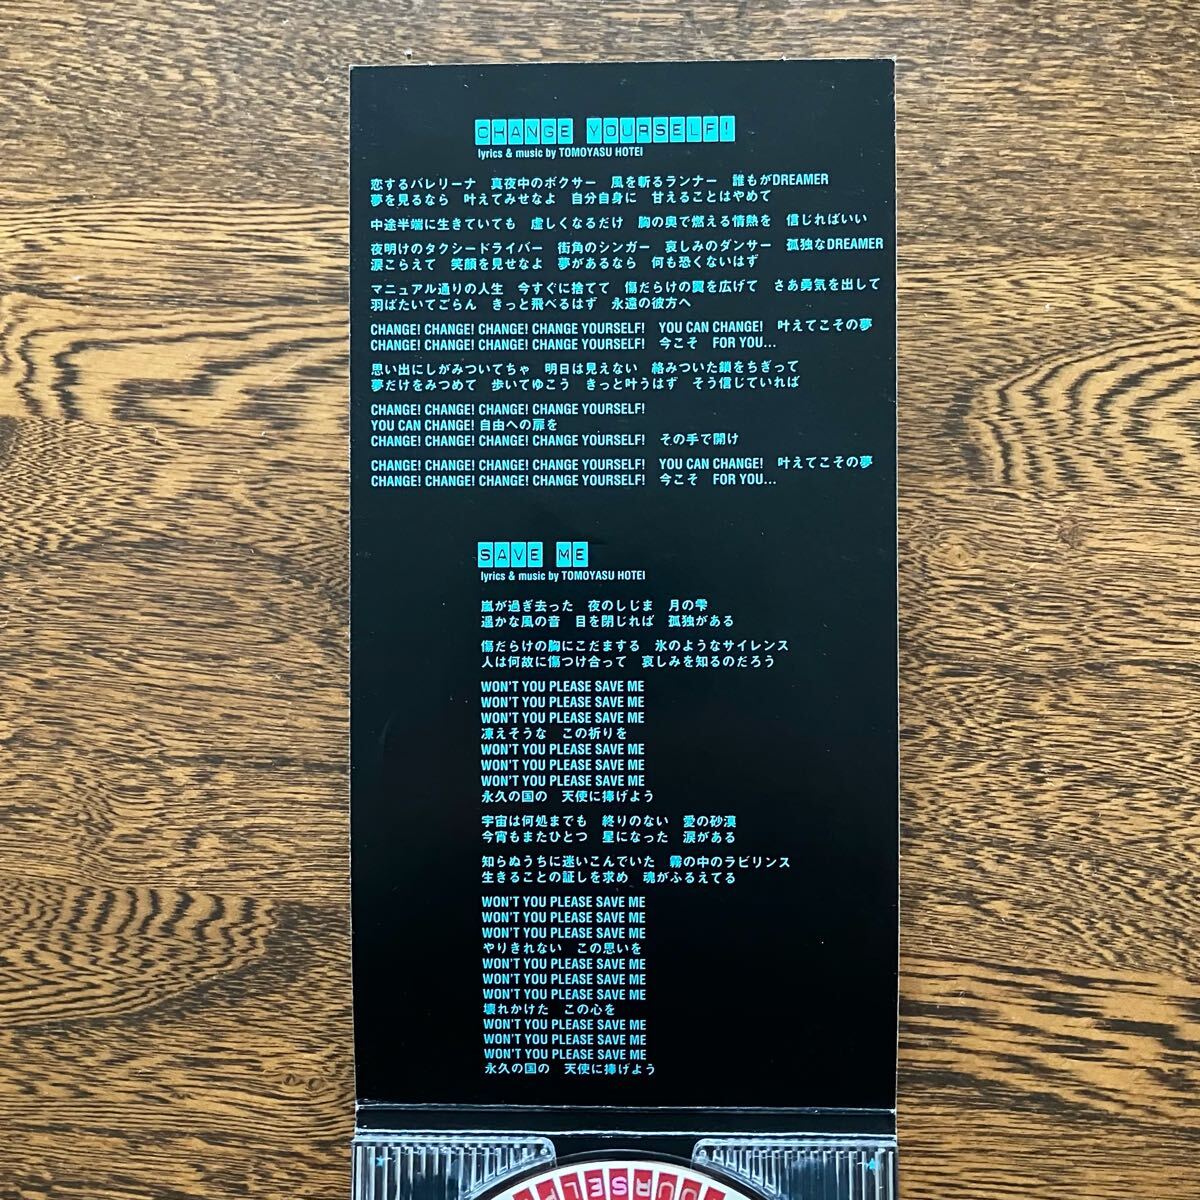 CHANGE YOURSELF!
lyrics & music by TOMOYASU HOTEI
恋するバレリーナ　真夜中のボクサー　風を斬るランナー　誰もがDREAMER
夢を見るなら　叶えてみせなよ　自分自身に　甘えることはやめて
中途半端に生きていても　虚しくなるだけ　胸の奥で燃える情熱を　信じればいい
夜明けのタクシードライバー　街角のシンガー　哀しみのダンサー　孤独なDREAMER
涙こらえて　笑顔を見せなよ　夢があるなら　何も恐くないはず
マニュアル通りの人生　今すぐに捨てて　傷だらけの翼を広げて　さあ勇気を出して
羽ばたいてごらん　きっと飛べるはず　永遠の彼方へ
CHANGE! CHANGE! CHANGE! CHANGE YOURSELF!　YOU CAN CHANGE!　叶えてこその夢
CHANGE! CHANGE! CHANGE! CHANGE YOURSELF!　今こそ　FOR YOU...
思い出にしがみついてちゃ　明日は見えない　絡みついた鎖をちぎって
夢だけをみつめて　歩いてゆこう　きっと叶うはず　そう信じていれば
CHANGE! CHANGE! CHANGE! CHANGE YOURSELF!
YOU CAN CHANGE! 自由への扉を
CHANGE! CHANGE! CHANGE! CHANGE YOURSELF!　その手で開け
CHANGE! CHANGE! CHANGE! CHANGE YOURSELF!　YOU CAN CHANGE!　叶えてこその夢
CHANGE! CHANGE! CHANGE! CHANGE YOURSELF!　今こそ　FOR YOU...
SAVE ME
lyrics & music by TOMOYASU HOTEI
嵐が過ぎ去った　夜のしじま　月の雫
遥かな風の音　目を閉じれば　孤独がある
傷だらけの胸にこだまする　氷のようなサイレンス
人は何故に傷つけ合って　哀しみを知るのだろう
WON'T YOU PLEASE SAVE ME
WON'T YOU PLEASE SAVE ME
WON'T YOU PLEASE SAVE ME
凍えそうな　この祈りを
WON'T YOU PLEASE SAVE ME
WON'T YOU PLEASE SAVE ME
WON'T YOU PLEASE SAVE ME
永久の国の　天使に捧げよう
宇宙は何処までも　終りのない　愛の砂漠
今宵もまたひとつ　星になった　涙がある
知らぬうちに迷いこんでいた　霧の中のラビリンス
生きることの証しを求め　魂がふるえてる
WON'T YOU PLEASE SAVE ME
WON'T YOU PLEASE SAVE ME
WON'T YOU PLEASE SAVE ME
やりきれない　この思いを
WON'T YOU PLEASE SAVE ME
WON'T YOU PLEASE SAVE ME
WON'T YOU PLEASE SAVE ME
壊れかけた　この心を
WON'T YOU PLEASE SAVE ME
WON'T YOU PLEASE SAVE ME
WON'T YOU PLEASE SAVE ME
永久の国の　天使に捧げよう